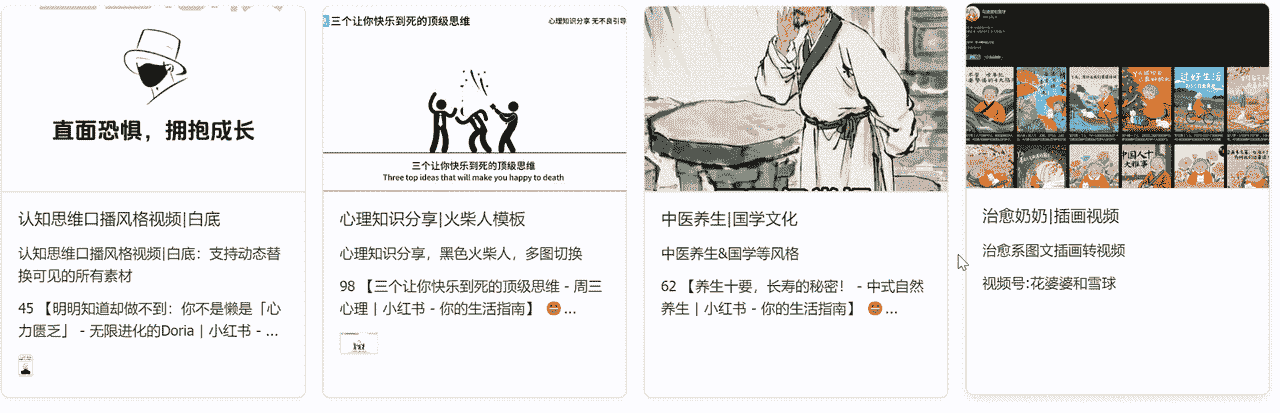 直面恐惧，拥抱成长
认知思维口播风格视频|白底
认知思维口播风格视频|白底：支持动态替
换可见的所有素材
45 【明明知道却做不到：你不是懒是「心
力匮乏」 - 无限进化的Doria | 小红书 - ...
三个让你快乐到死的顶级思维
心理知识分享 无不良引导
三个让你快乐到死的顶级思维
Three top ideas that will make you happy to death
心理知识分享|火柴人模板
心理知识分享，黑色火柴人，多图切换
98 【三个让你快乐到死的顶级思维 - 周三
心理 | 小红书 - 你的生活指南】 😁 ...
中医养生|国学文化
中医养生&国学等风格
62 【养生十要，长寿的秘密！ - 中式自然
养生 | 小红书 - 你的生活指南】 😁 ...
过好生活
中国人十
大难事
治愈奶奶|插画视频
治愈系图文插画转视频
视频号:花婆婆和雪球